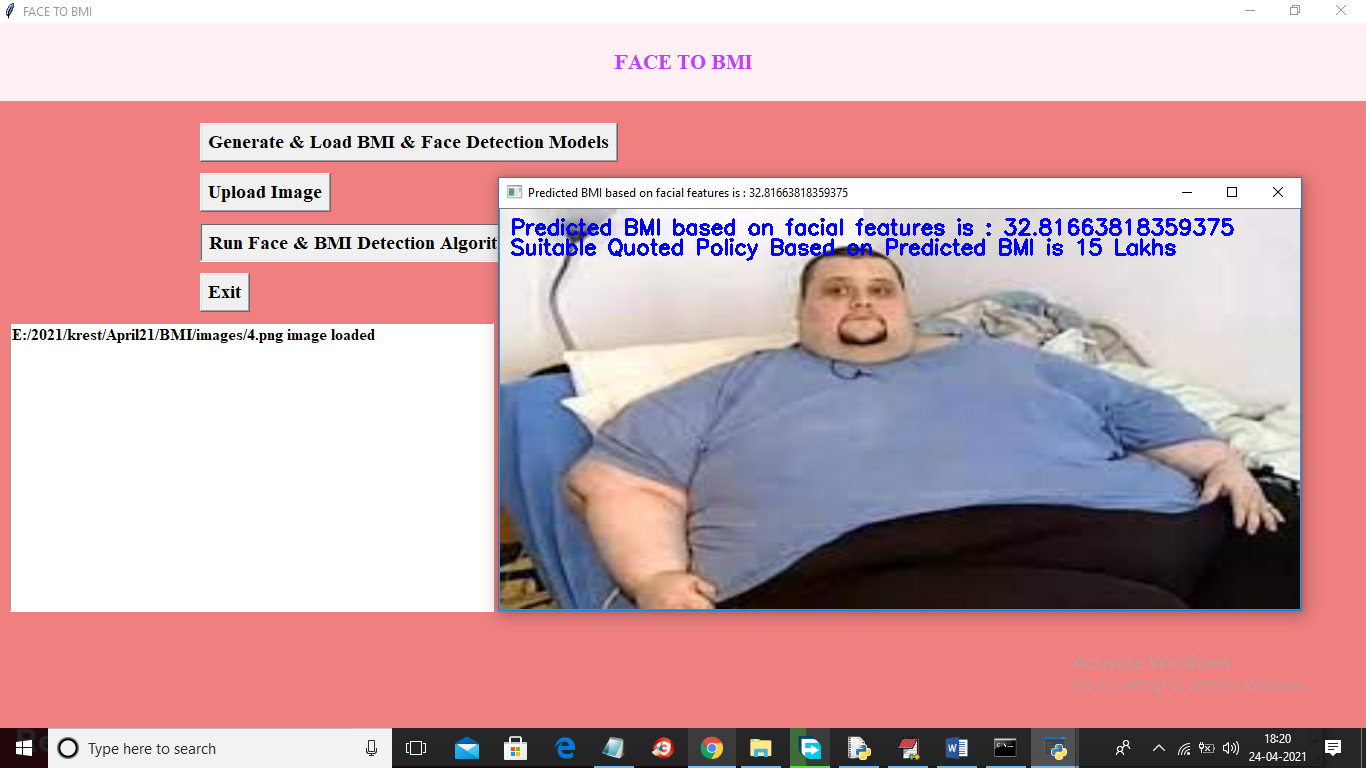 FACE TO BMI
FACE TO BMI
Generate & Load BMI & Face Detection Models
Upload Image
Run Face & BMI Detection Algorit
Exit
E:/2021/krest/April21/BMI/images/4.png image loaded
Predicted BMI based on facial features is : 32.81663818359375
Predicted BMI based on facial features is : 32.81663818359375
Suitable Quoted Policy Based on Predicted BMI is 15 Lakhs
Activate Windows
Go to Settings to activate Windows.
Type here to search
18:20
24-04-2021